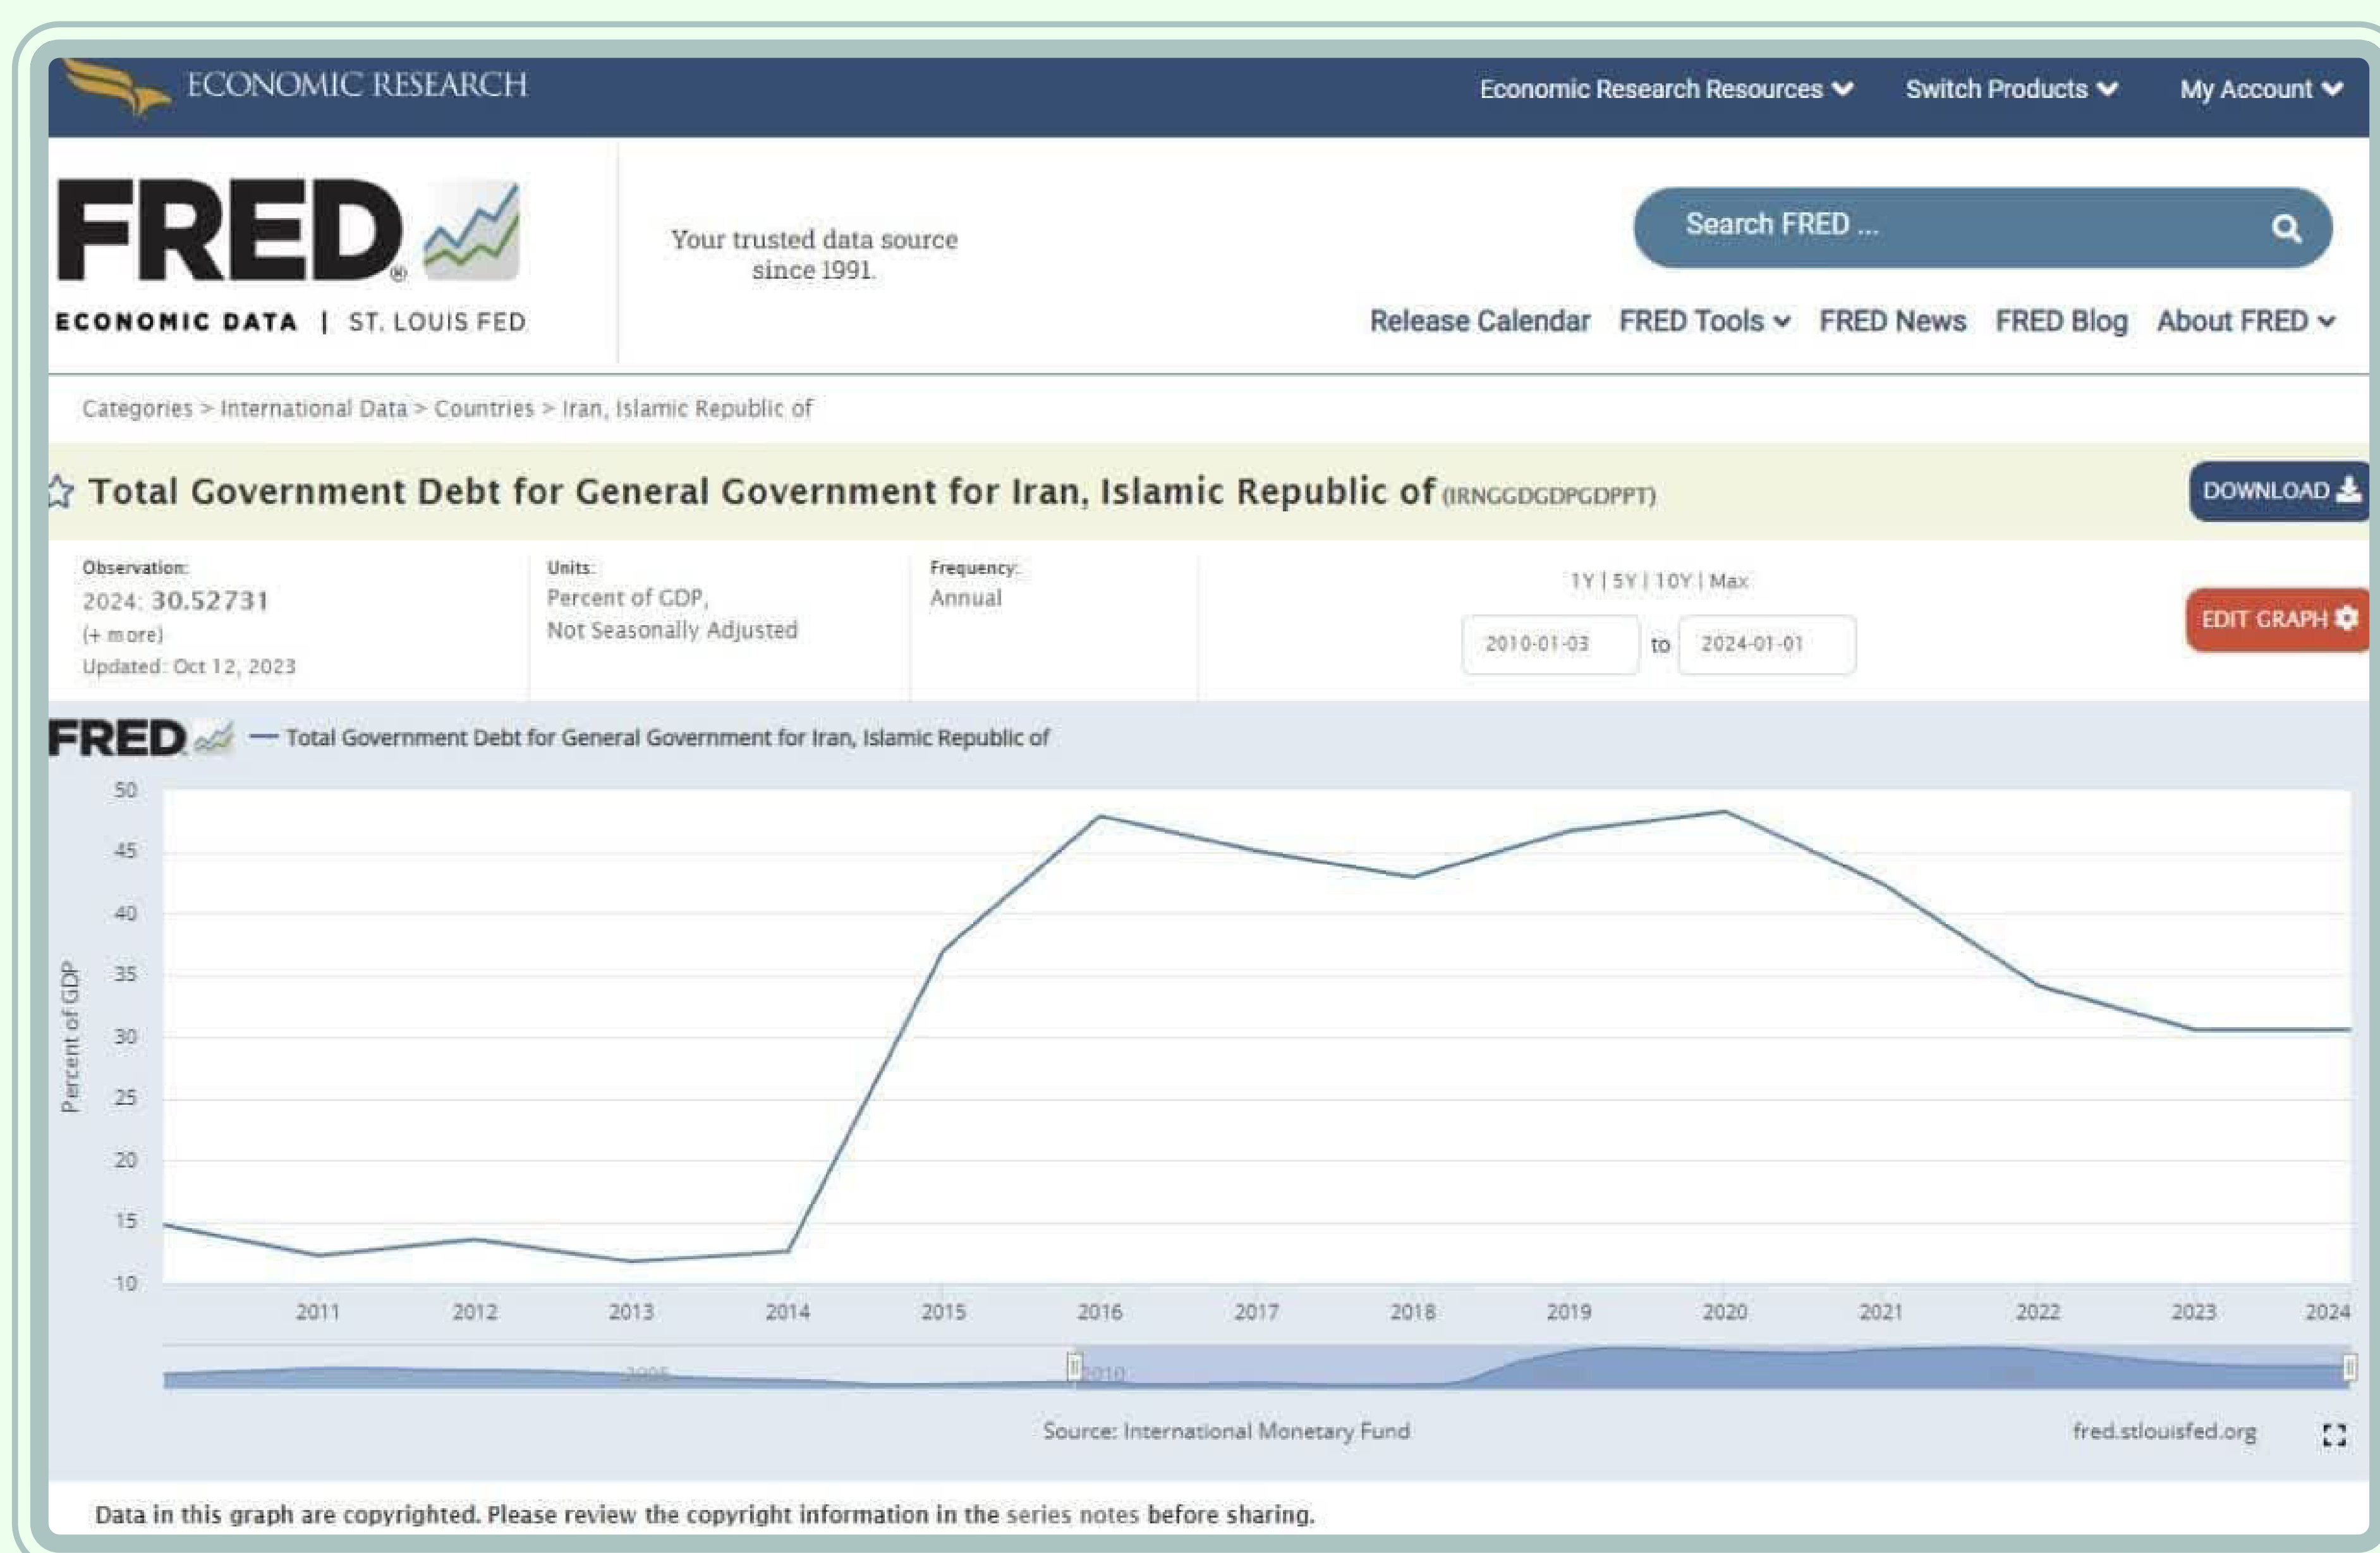 ECONOMIC RESEARCH
Economic Research Resources Switch Products My Account
FRED®
Your trusted data source
since 1991.
Search FRED ...
ECONOMIC DATA | ST. LOUIS FED
Release Calendar FRED Tools FRED News FRED Blog About FRED
Categories > International Data > Countries > Iran, Islamic Republic of
Total Government Debt for General Government for Iran, Islamic Republic of (IRNGGDGDPGDPPT)
DOWNLOAD
Observation:
2024: 30.52731
(+ more)
Updated: Oct 12, 2023
Units:
Percent of GDP,
Not Seasonally Adjusted
Frequency:
Annual
1Y | 5Y | 10Y | Max
2010-01-03 to 2024-01-01
EDIT GRAPH
FRED — Total Government Debt for General Government for Iran, Islamic Republic of
Percent of GDP
50
45
40
35
30
25
20
15
10
2011 2012 2013 2014 2015 2016 2017 2018 2019 2020 2021 2022 2023 2024
2005 2010
Source: International Monetary Fund
fred.stlouisfed.org
Data in this graph are copyrighted. Please review the copyright information in the series notes before sharing.